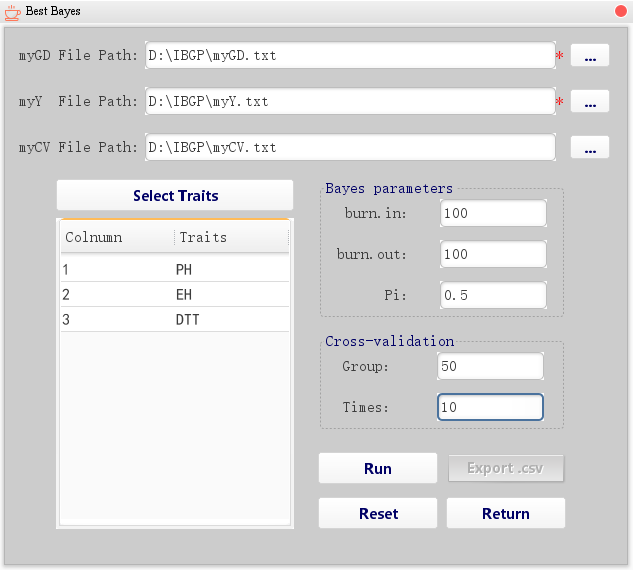 Best Bayes
myGD File Path: D:\IBGP\myGD.txt * ...
myY File Path: D:\IBGP\myY.txt * ...
myCV File Path: D:\IBGP\myCV.txt ...
Select Traits
Colnumn Traits
1 PH
2 EH
3 DTT
Bayes parameters
burn.in: 100
burn.out: 100
Pi: 0.5
Cross-validation
Group: 50
Times: 10
Run Export .csv
Reset Return